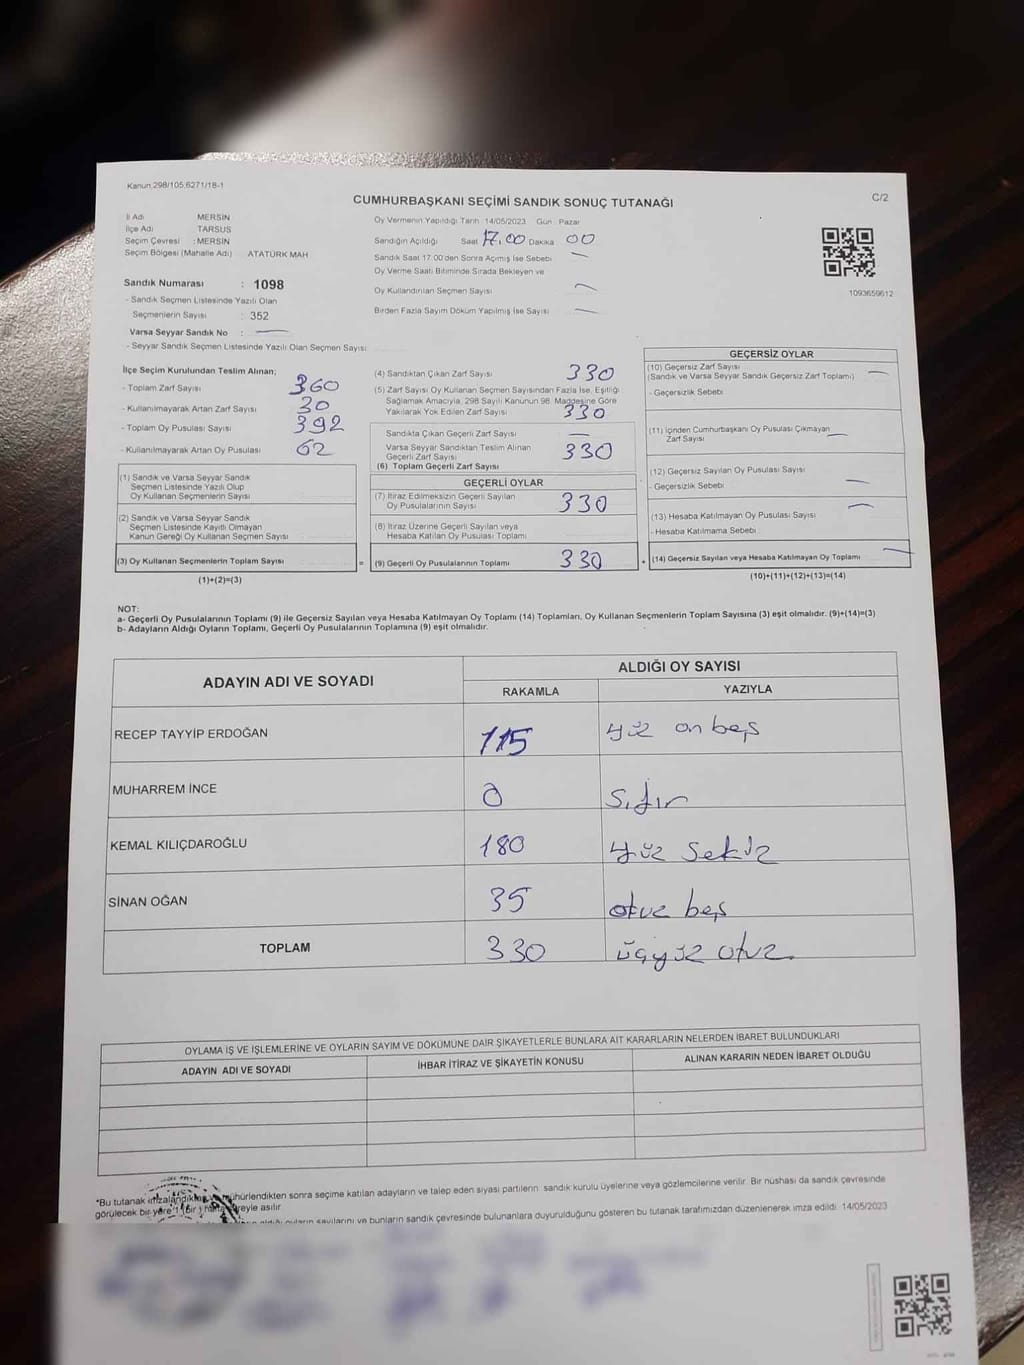 Kanun 298/105,6271/18-1
C/2
CUMHURBAŞKANI SEÇİMİ SANDIK SONUÇ TUTANAĞI
İl Adı MERSİN
İlçe Adı TARSUS
Seçim Çevresi : MERSİN
Seçim Bölgesi (Mahalle Adı) ATATÜRK MAH
Sandık Numarası : 1098
- Sandık Seçmen Listesinde Yazılı Olan
Seçmenlerin Sayısı : 352
Varsa Seyyar Sandık No :
- Seyyar Sandık Seçmen Listesinde Yazılı Olan Seçmen Sayısı
Oy Vermenin Yapıldığı Tarih 14/05/2023 Gün : Pazar
Sandığın Açıldığı Saat 17.00 Dakika 00
Sandık Saat 17.00'den Sonra Açımış İse Sebebi
Oy Verme Saati Bitiminde Sırada Bekleyen ve
Oy Kullandırılan Seçmen Sayısı
Birden Fazla Sayım Döküm Yapılmış İse Sayısı
1093659612
İlçe Seçim Kurulundan Teslim Alınan;
- Toplam Zarf Sayısı 360
- Kullanılmayarak Artan Zarf Sayısı 30
- Toplam Oy Pusulası Sayısı 392
- Kullanılmayarak Artan Oy Pusulası 62
(1) Sandık ve Varsa Seyyar Sandık
Seçmen Listesinde Yazılı Olup
Oy Kullanan Seçmenlerin Sayısı
(2) Sandık ve Varsa Seyyar Sandık
Seçmen Listesinde Kayıtlı Olmayan
Kanun Gereği Oy Kullanan Seçmen Sayısı
(3) Oy Kullanan Seçmenlerin Toplam Sayısı =
(1)+(2)=(3)
(4) Sandıktan Çıkan Zarf Sayısı 330
(5) Zarf Sayısı Oy Kullanan Seçmen Sayısından Fazla İse, Eşitliği
Sağlamak Amacıyla, 298 Sayılı Kanunun 98. Maddesine Göre
Yakılarak Yok Edilen Zarf Sayısı 330
Sandıkta Çıkan Geçerli Zarf Sayısı
Varsa Seyyar Sandıktan Teslim Alınan
Geçerli Zarf Sayısı 330
(6) Toplam Geçerli Zarf Sayısı
GEÇERLİ OYLAR
(7) İtiraz Edilmeksizin Geçerli Sayılan
Oy Pusulalarının Sayısı 330
(8) İtiraz Üzerine Geçerli Sayılan veya
Hesaba Katılan Oy Pusulası Toplamı
(9) Geçerli Oy Pusulalarının Toplamı 330 +
GEÇERSİZ OYLAR
(10) Geçersiz Zarf Sayısı
(Sandık ve Varsa Seyyar Sandık Geçersiz Zarf Toplamı)
- Geçersizlik Sebebi
(11) İçinden Cumhurbaşkanı Oy Pusulası Çıkmayan
Zarf Sayısı
(12) Geçersiz Sayılan Oy Pusulası Sayısı
- Geçersizlik Sebebi
(13) Hesaba Katılmayan Oy Pusulası Sayısı
- Hesaba Katılmama Sebebi
(14) Geçersiz Sayılan veya Hesaba Katılmayan Oy Toplamı
(10)+(11)+(12)+(13)=(14)
NOT:
a- Geçerli Oy Pusulalarının Toplamı (9) ile Geçersiz Sayılan veya Hesaba Katılmayan Oy Toplamı (14) Toplamları, Oy Kullanan Seçmenlerin Toplam Sayısına (3) eşit olmalıdır. (9)+(14)=(3)
b- Adayların Aldığı Oyların Toplamı, Geçerli Oy Pusulalarının Toplamına (9) eşit olmalıdır.
ADAYIN ADI VE SOYADI
ALDIĞI OY SAYISI
RAKAMLA YAZIYLA
RECEP TAYYİP ERDOĞAN 115 yüz on beş
MUHARREM İNCE 0 sıfır
KEMAL KILIÇDAROĞLU 180 yüz sekiz
SİNAN OĞAN 35 otuz beş
TOPLAM 330 üçyüz otuz
OYLAMA İŞ VE İŞLEMLERİNE VE OYLARIN SAYIM VE DÖKÜMÜNE DAİR ŞİKAYETLERLE BUNLARA AİT KARARLARIN NELERDEN İBARET BULUNDUKLARI
ADAYIN ADI VE SOYADI İHBAR İTİRAZ VE ŞİKAYETİN KONUSU ALINAN KARARIN NEDEN İBARET OLDUĞU
*Bu tutanak imzalandıktan ve mühürlendikten sonra seçime katılan adayların ve talep eden siyasi partilerin sandık kurulu üyelerine veya gözlemcilerine verilir. Bir nüshası da sandık çevresinde
görülecek bir yere 1 (Bir) hafta süreyle asılır
oyların sayılarını ve bunların sandık çevresinde bulunanlara duyurulduğunu gösteren bu tutanak tarafımızdan düzenlenerek imza edildi. 14/05/2023